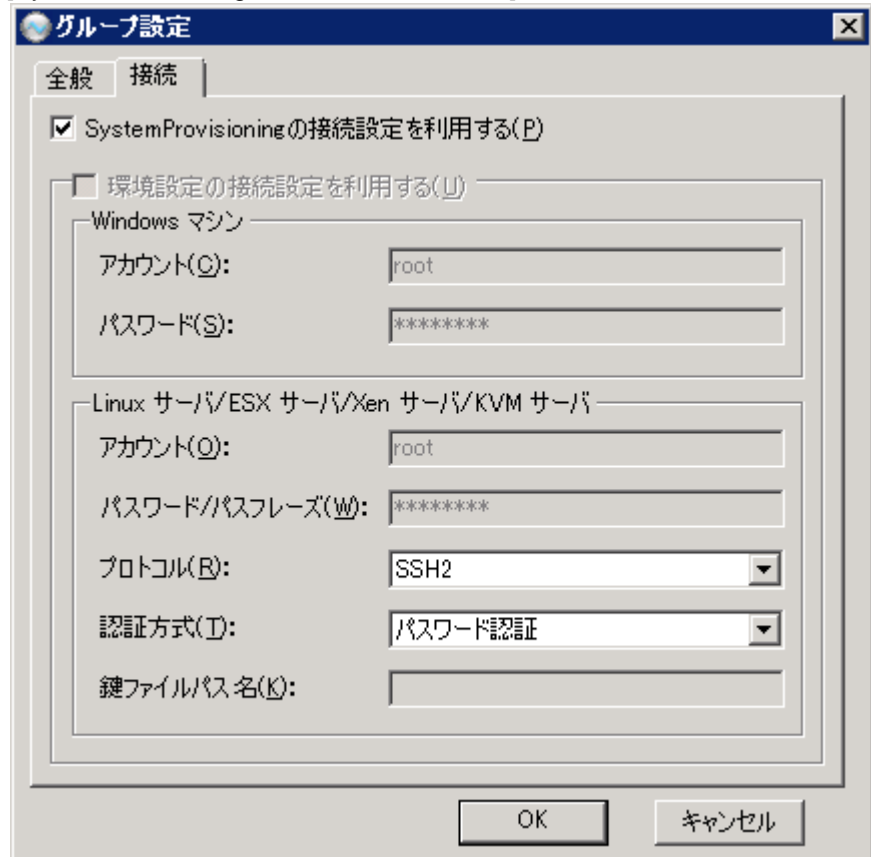 グループ設定
全般 接続
SystemProvisioningの接続設定を利用する(P)
環境設定の接続設定を利用する(U)
Windows マシン
アカウント(C): root
パスワード(S): ********
Linux サーバ/ESX サーバ/Xen サーバ/KVM サーバ
アカウント(O): root
パスワード/パスフレーズ(W): ********
プロトコル(R): SSH2
認証方式(T): パスワード認証
鍵ファイルパス名(K):
OK キャンセル